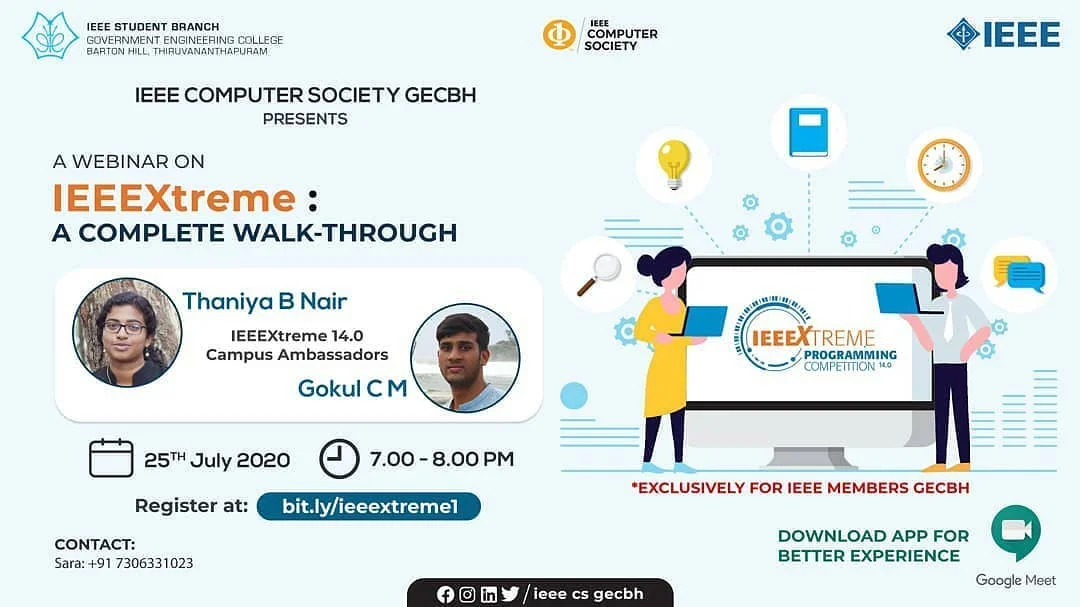 IEEE STUDENT BRANCH
GOVERNMENT ENGINEERING COLLEGE
BARTON HILL, THIRUVANANTHAPURAM
IEEE
COMPUTER
SOCIETY
IEEE
IEEE COMPUTER SOCIETY GECBH
PRESENTS
A WEBINAR ON
IEEEXtreme :
A COMPLETE WALK-THROUGH
Thaniya B Nair
IEEEXtreme 14.0
Campus Ambassadors
Gokul C M
25TH July 2020
7.00 - 8.00 PM
Register at: bit.ly/ieeextreme1
CONTACT:
Sara: +91 7306331023
IEEEXTREME
PROGRAMMING
COMPETITION 14.0
*EXCLUSIVELY FOR IEEE MEMBERS GECBH
DOWNLOAD APP FOR
BETTER EXPERIENCE
Google Meet
/ ieee cs gecbh